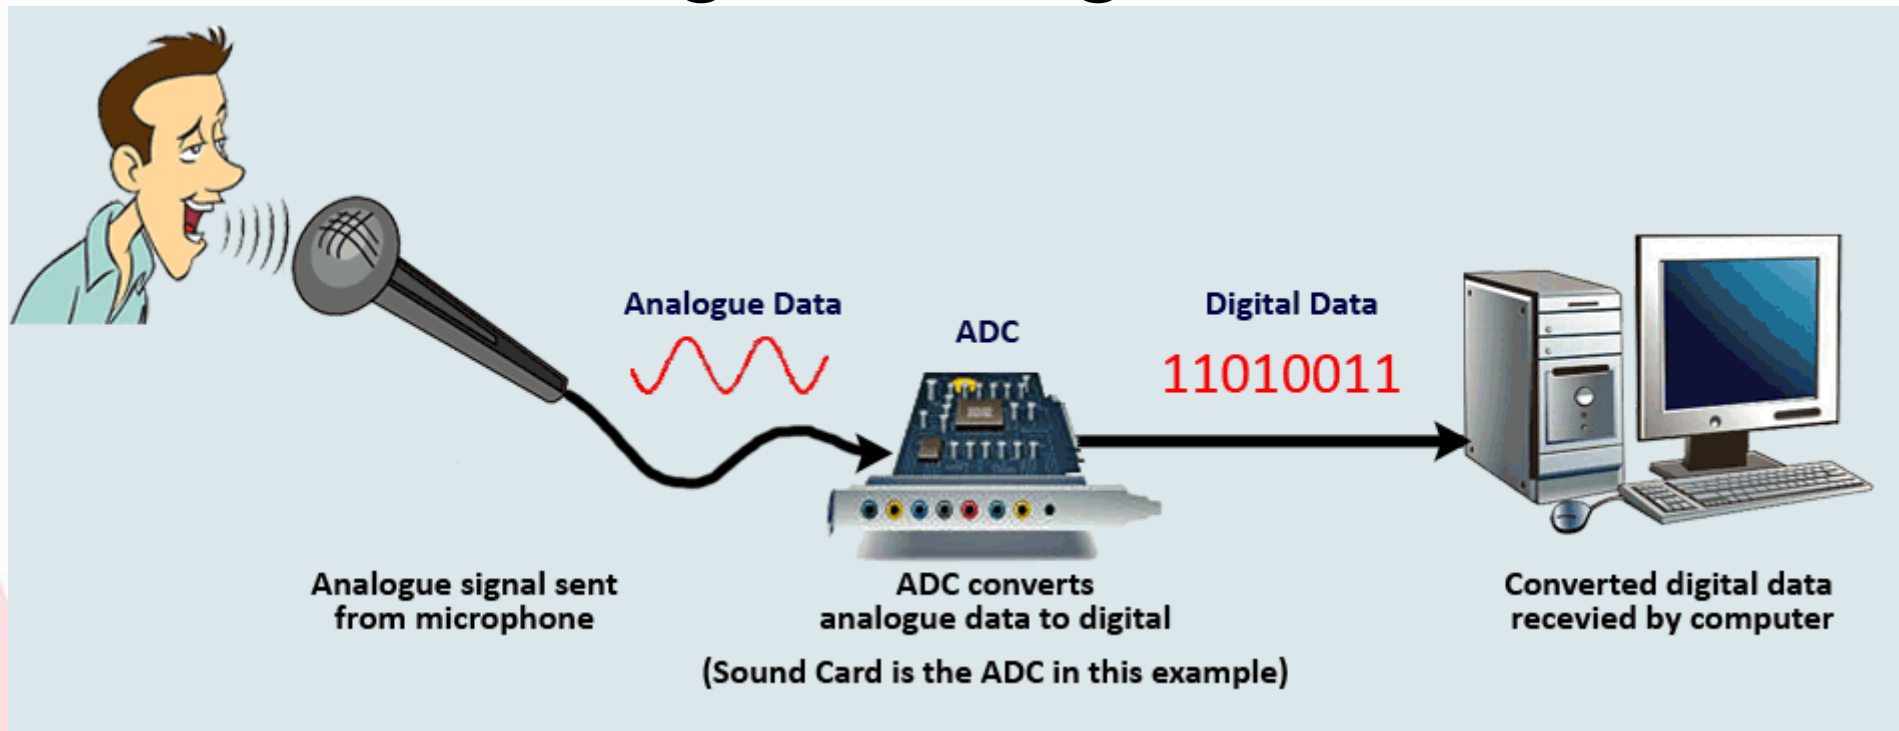 Analogue Data
ADC
Digital Data
11010011
Analogue signal sent
from microphone
ADC converts
analogue data to digital
(Sound Card is the ADC in this example)
Converted digital data
recevied by computer